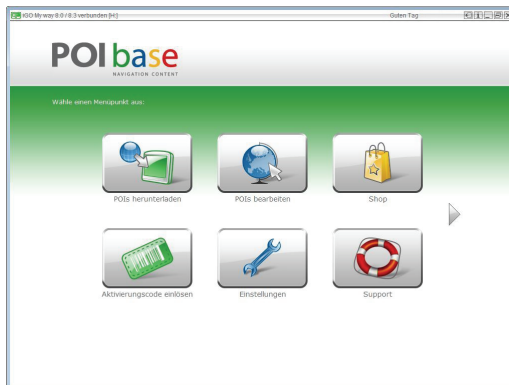 iGO My way 8.0 / 8.3 verbunden [H:]
Guten Tag
POI base
NAVIGATION CONTENT
Wähle einen Menüpunkt aus:
POIs herunterladen
POIs bearbeiten
Shop
Aktivierungscode einlösen
Einstellungen
Support